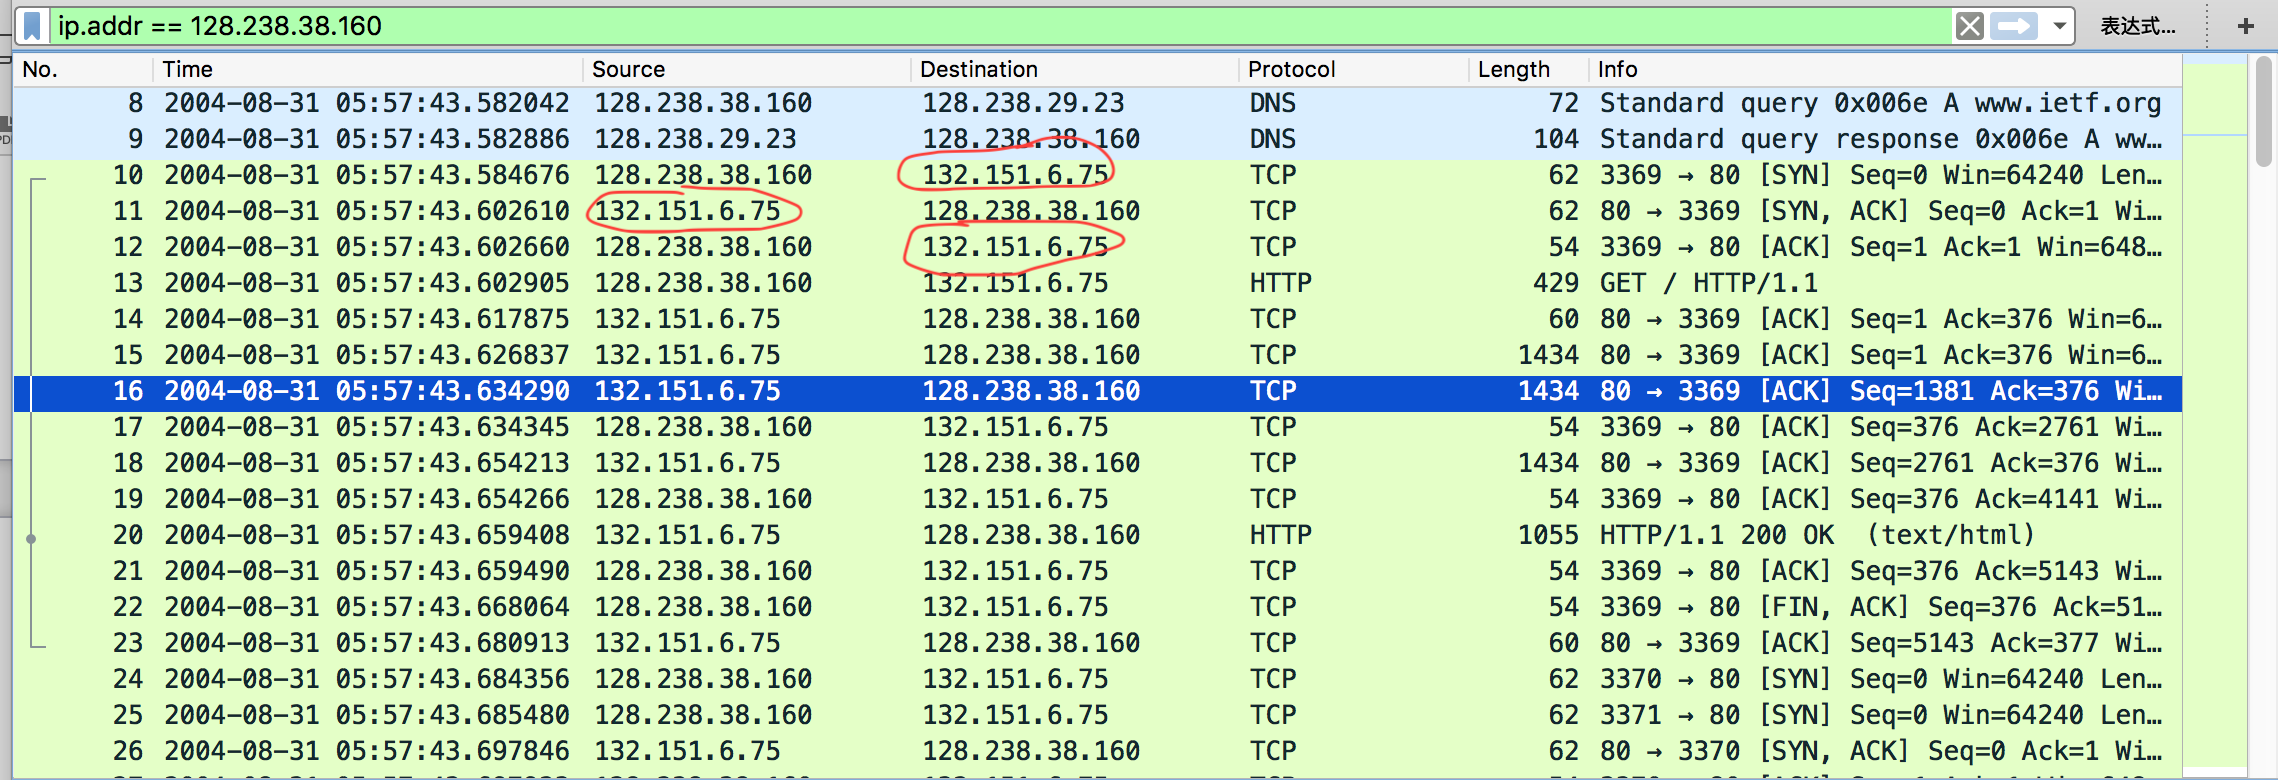 ip.addr == 128.238.38.160 表达式… +
No. Time Source Destination Protocol Length Info
8 2004-08-31 05:57:43.582042 128.238.38.160 128.238.29.23 DNS 72 Standard query 0x006e A www.ietf.org
9 2004-08-31 05:57:43.582886 128.238.29.23 128.238.38.160 DNS 104 Standard query response 0x006e A ww…
10 2004-08-31 05:57:43.584676 128.238.38.160 132.151.6.75 TCP 62 3369 → 80 [SYN] Seq=0 Win=64240 Len…
11 2004-08-31 05:57:43.602610 132.151.6.75 128.238.38.160 TCP 62 80 → 3369 [SYN, ACK] Seq=0 Ack=1 Wi…
12 2004-08-31 05:57:43.602660 128.238.38.160 132.151.6.75 TCP 54 3369 → 80 [ACK] Seq=1 Ack=1 Win=648…
13 2004-08-31 05:57:43.602905 128.238.38.160 132.151.6.75 HTTP 429 GET / HTTP/1.1
14 2004-08-31 05:57:43.617875 132.151.6.75 128.238.38.160 TCP 60 80 → 3369 [ACK] Seq=1 Ack=376 Win=6…
15 2004-08-31 05:57:43.626837 132.151.6.75 128.238.38.160 TCP 1434 80 → 3369 [ACK] Seq=1 Ack=376 Win=6…
16 2004-08-31 05:57:43.634290 132.151.6.75 128.238.38.160 TCP 1434 80 → 3369 [ACK] Seq=1381 Ack=376 Wi…
17 2004-08-31 05:57:43.634345 128.238.38.160 132.151.6.75 TCP 54 3369 → 80 [ACK] Seq=376 Ack=2761 Wi…
18 2004-08-31 05:57:43.654213 132.151.6.75 128.238.38.160 TCP 1434 80 → 3369 [ACK] Seq=2761 Ack=376 Wi…
19 2004-08-31 05:57:43.654266 128.238.38.160 132.151.6.75 TCP 54 3369 → 80 [ACK] Seq=376 Ack=4141 Wi…
20 2004-08-31 05:57:43.659408 132.151.6.75 128.238.38.160 HTTP 1055 HTTP/1.1 200 OK (text/html)
21 2004-08-31 05:57:43.659490 128.238.38.160 132.151.6.75 TCP 54 3369 → 80 [ACK] Seq=376 Ack=5143 Wi…
22 2004-08-31 05:57:43.668064 128.238.38.160 132.151.6.75 TCP 54 3369 → 80 [FIN, ACK] Seq=376 Ack=51…
23 2004-08-31 05:57:43.680913 132.151.6.75 128.238.38.160 TCP 60 80 → 3369 [ACK] Seq=5143 Ack=377 Wi…
24 2004-08-31 05:57:43.684356 128.238.38.160 132.151.6.75 TCP 62 3370 → 80 [SYN] Seq=0 Win=64240 Len…
25 2004-08-31 05:57:43.685480 128.238.38.160 132.151.6.75 TCP 62 3371 → 80 [SYN] Seq=0 Win=64240 Len…
26 2004-08-31 05:57:43.697846 132.151.6.75 128.238.38.160 TCP 62 80 → 3370 [SYN, ACK] Seq=0 Ack=1 Wi…